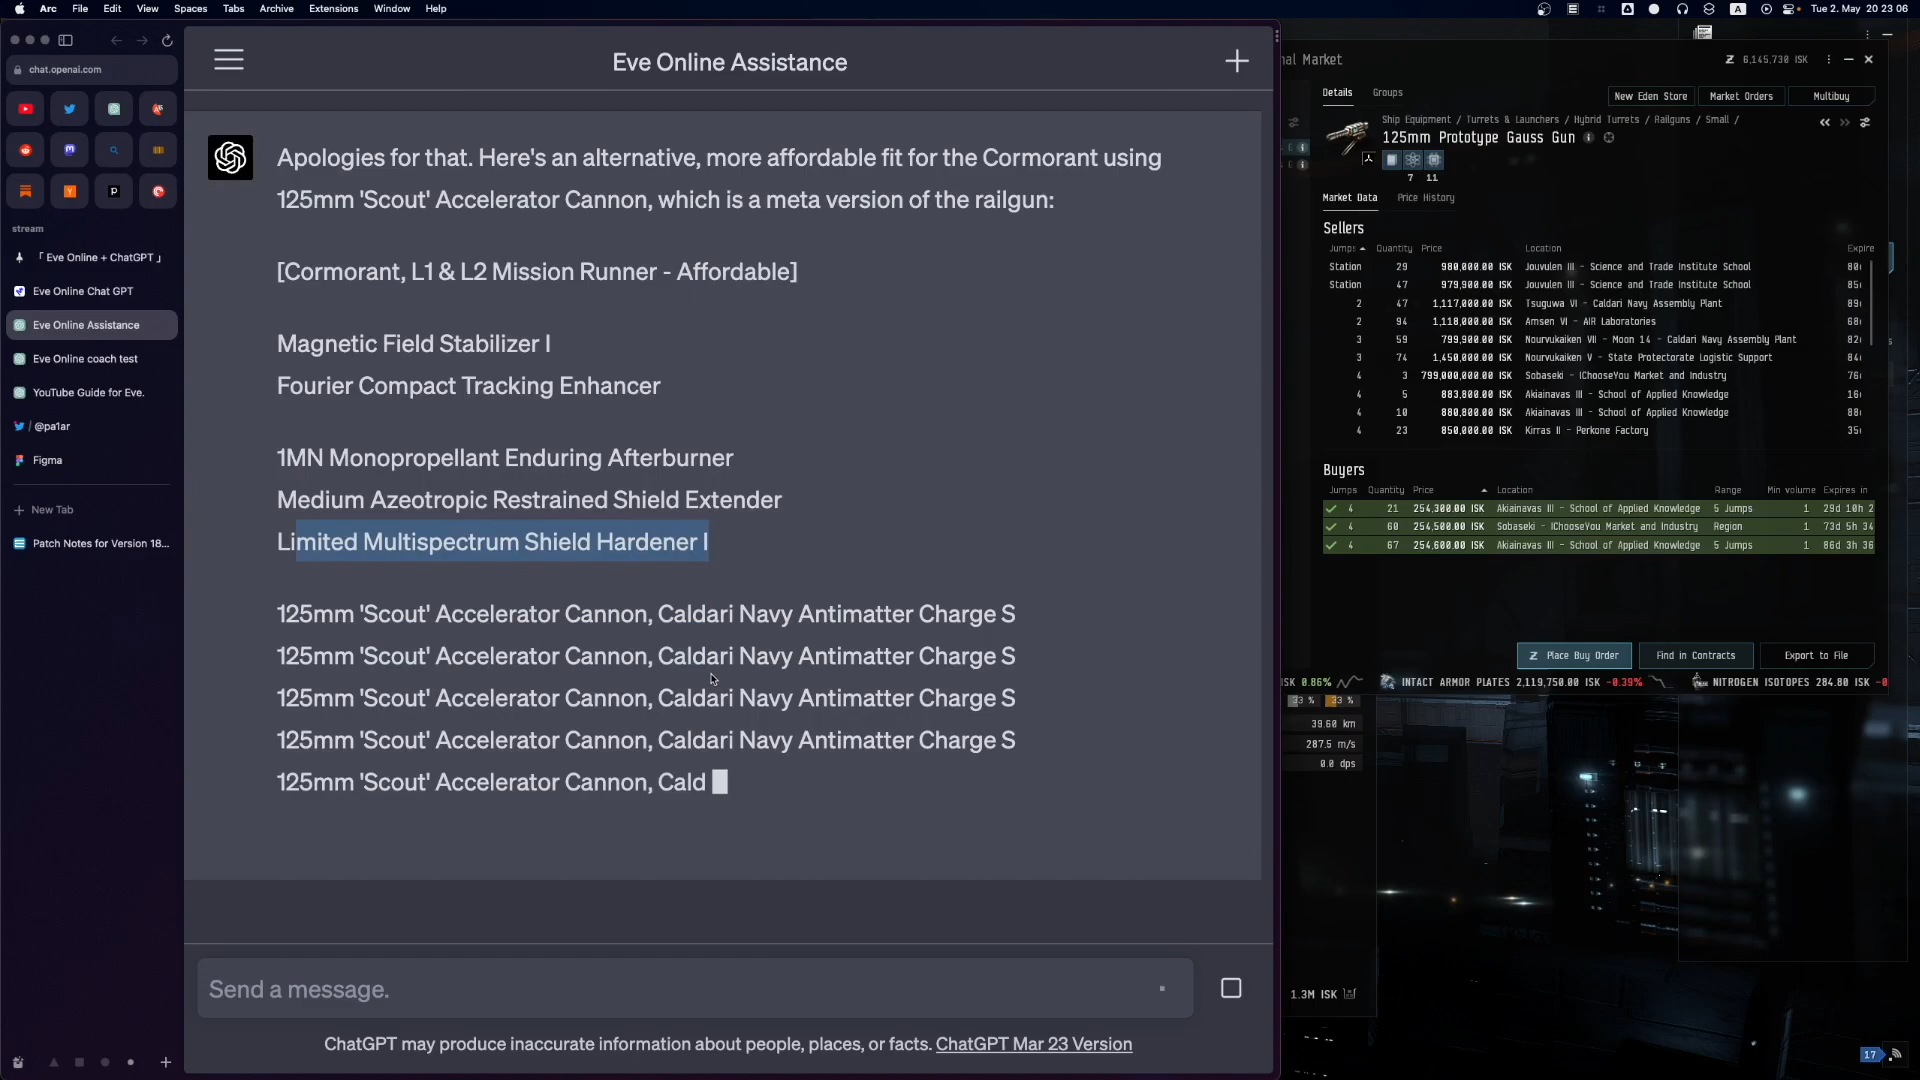 Arc File Edit View Spaces Tabs Archive Extensions Window Help
A Tue 2. May 20 23 06
chat.openai.com
stream
「 Eve Online + ChatGPT 」
Eve Online Chat GPT
Eve Online Assistance
Eve Online coach test
YouTube Guide for Eve.
/ @pa1ar
Figma
+ New Tab
Patch Notes for Version 18...
Eve Online Assistance
Apologies for that. Here's an alternative, more affordable fit for the Cormorant using
125mm 'Scout' Accelerator Cannon, which is a meta version of the railgun:
[Cormorant, L1 & L2 Mission Runner - Affordable]
Magnetic Field Stabilizer I
Fourier Compact Tracking Enhancer
1MN Monopropellant Enduring Afterburner
Medium Azeotropic Restrained Shield Extender
Limited Multispectrum Shield Hardener I
125mm 'Scout' Accelerator Cannon, Caldari Navy Antimatter Charge S
125mm 'Scout' Accelerator Cannon, Caldari Navy Antimatter Charge S
125mm 'Scout' Accelerator Cannon, Caldari Navy Antimatter Charge S
125mm 'Scout' Accelerator Cannon, Caldari Navy Antimatter Charge S
125mm 'Scout' Accelerator Cannon, Cald
Send a message.
ChatGPT may produce inaccurate information about people, places, or facts. ChatGPT Mar 23 Version
nal Market
6,145,730 ISK
Details Groups
New Eden Store Market Orders Multibuy
Ship Equipment / Turrets & Launchers / Hybrid Turrets / Railguns / Small /
125mm Prototype Gauss Gun
7 11
Market Data Price History
Sellers
Jumps Quantity Price Location Expire
Station 29 980,000.00 ISK Jouvulen III - Science and Trade Institute School
Station 47 979,900.00 ISK Jouvulen III - Science and Trade Institute School
2 47 1,117,000.00 ISK Tsuguwa VI - Caldari Navy Assembly Plant
2 94 1,118,000.00 ISK Amsen VI - AIR Laboratories
3 59 799,900.00 ISK Nourvukaiken VII - Moon 14 - Caldari Navy Assembly Plant
3 74 1,450,000.00 ISK Nourvukaiken V - State Protectorate Logistic Support
4 3 799,000,000.00 ISK Sobaseki - IChooseYou Market and Industry
4 5 883,800.00 ISK Akiainavas III - School of Applied Knowledge
4 10 880,800.00 ISK Akiainavas III - School of Applied Knowledge
4 23 850,000.00 ISK Kirras II - Perkone Factory
Buyers
Jumps Quantity Price Location Range Min volume Expires in
4 21 254,300.00 ISK Akiainavas III - School of Applied Knowledge 5 Jumps 1 29d 10h 2
4 60 254,500.00 ISK Sobaseki - IChooseYou Market and Industry Region 1 73d 5h 34
4 67 254,600.00 ISK Akiainavas III - School of Applied Knowledge 5 Jumps 1 86d 3h 36
Place Buy Order Find in Contracts Export to File
ISK 0.86% INTACT ARMOR PLATES 2,119,750.00 ISK -0.39% NITROGEN ISOTOPES 284.80 ISK
33 % 33 %
39.60 km
287.5 m/s
0.0 dps
1.3M ISK
17